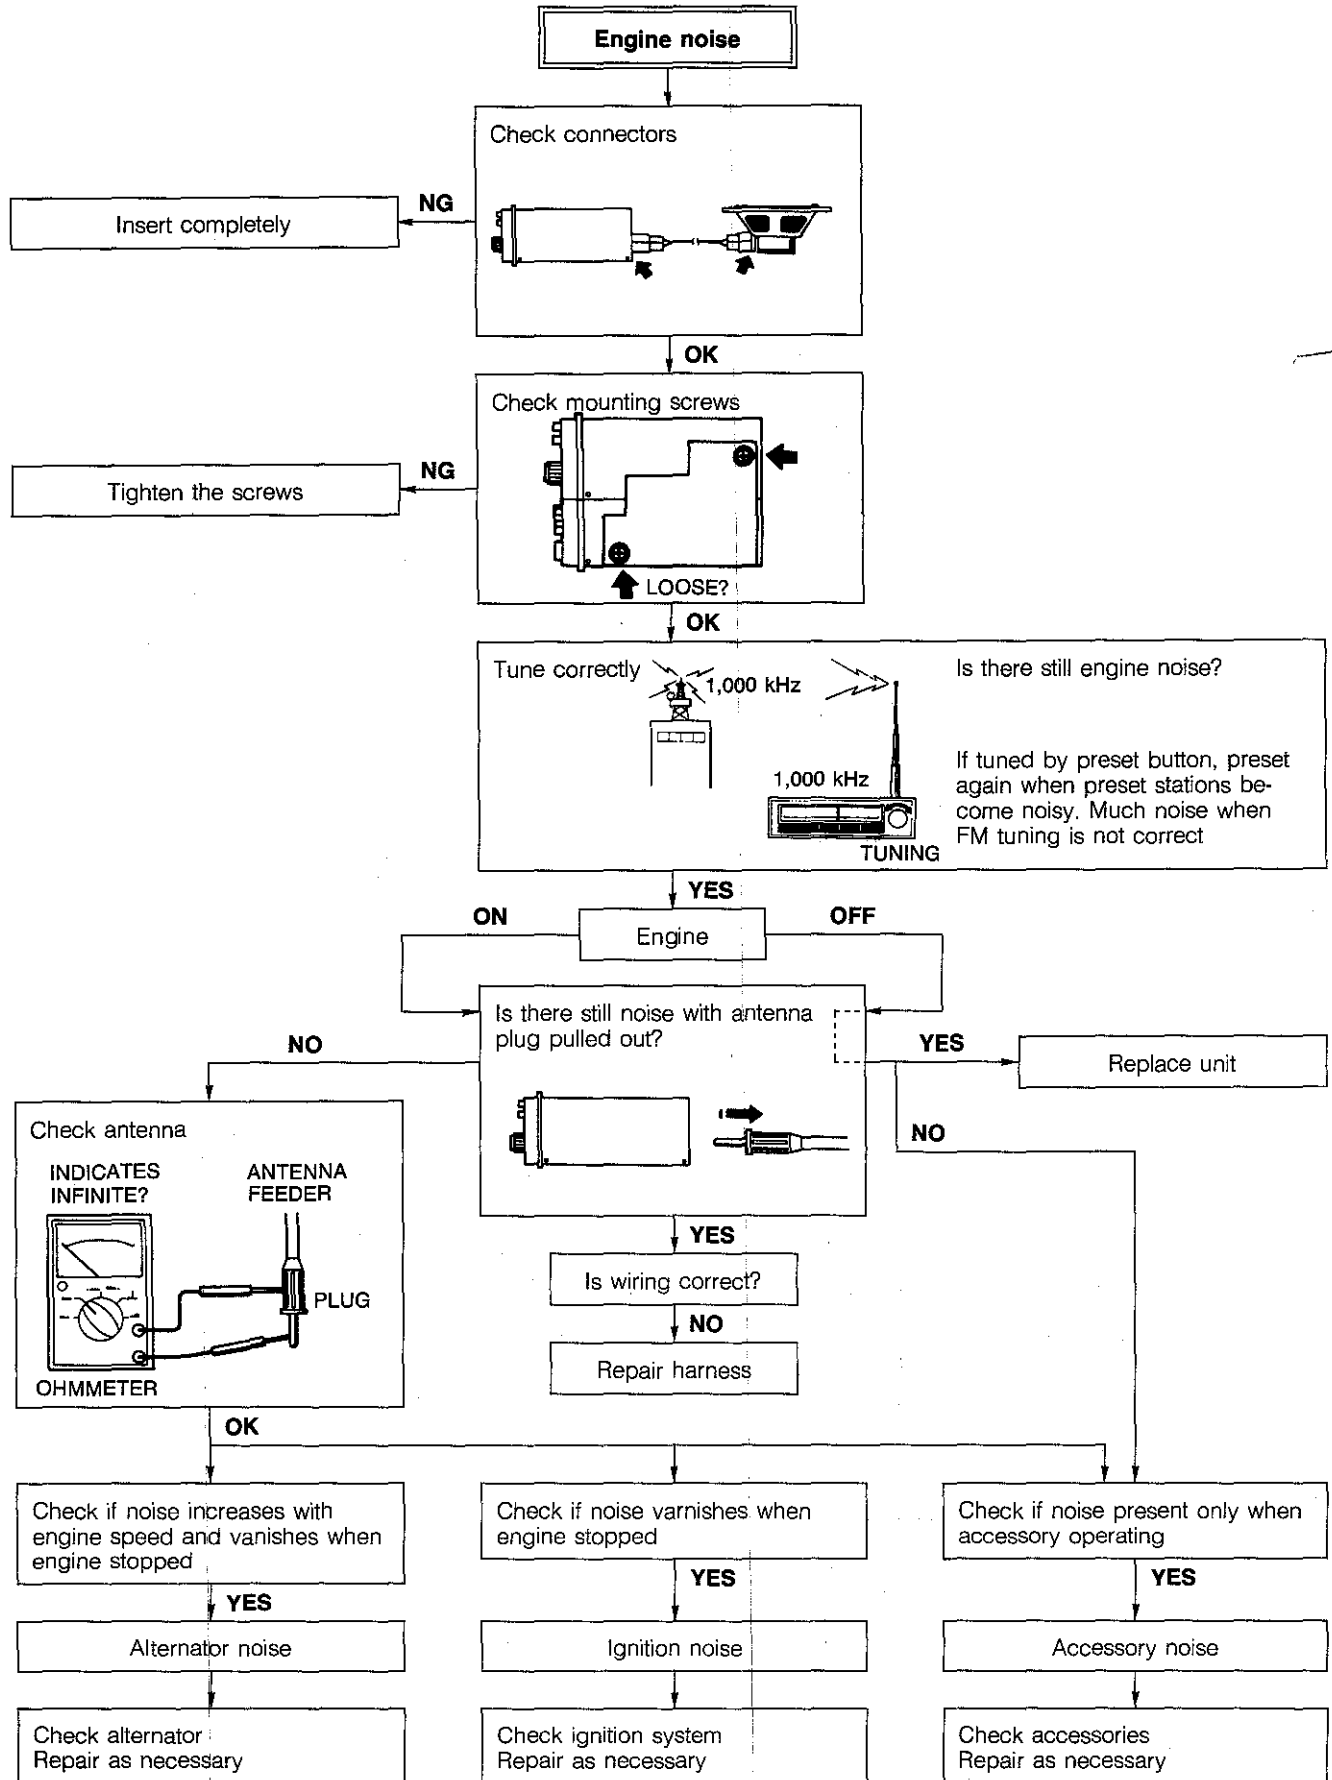 Engine noise
Check connectors
NG
Insert completely
OK
Check mounting screws
NG
Tighten the screws
LOOSE?
OK
Tune correctly
1,000 kHz
Is there still engine noise?
1,000 kHz
If tuned by preset button, preset
again when preset stations be-
come noisy. Much noise when
FM tuning is not correct
TUNING
YES
ON
Engine
OFF
Is there still noise with antenna
plug pulled out?
NO
YES
Replace unit
NO
Check antenna
INDICATES
INFINITE?
ANTENNA
FEEDER
PLUG
OHMMETER
YES
Is wiring correct?
NO
Repair harness
OK
Check if noise increases with
engine speed and vanishes when
engine stopped
Check if noise varnishes when
engine stopped
Check if noise present only when
accessory operating
YES
YES
YES
Alternator noise
Ignition noise
Accessory noise
Check alternator
Repair as necessary
Check ignition system
Repair as necessary
Check accessories
Repair as necessary